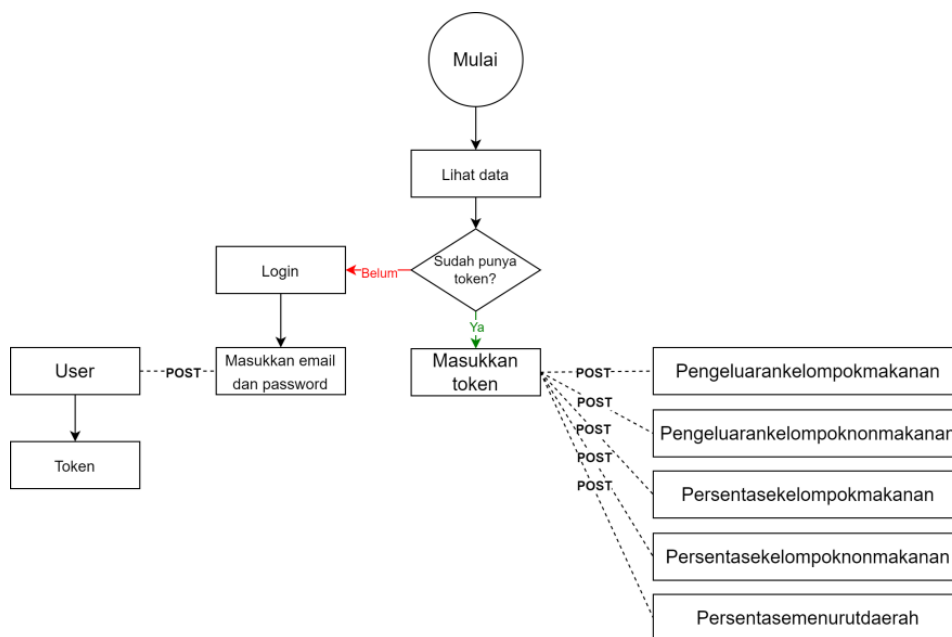 Mulai
Lihat data
Sudah punya
token?
Belum
Login
Ya
Masukkan email
dan password
POST
User
Token
Masukkan
token
POST
POST
POST
POST
POST
Pengeluarankelompokmakanan
Pengeluarankelompoknonmakanan
Persentasekelompokmakanan
Persentasekelompoknonmakanan
Persentasemenurutdaerah